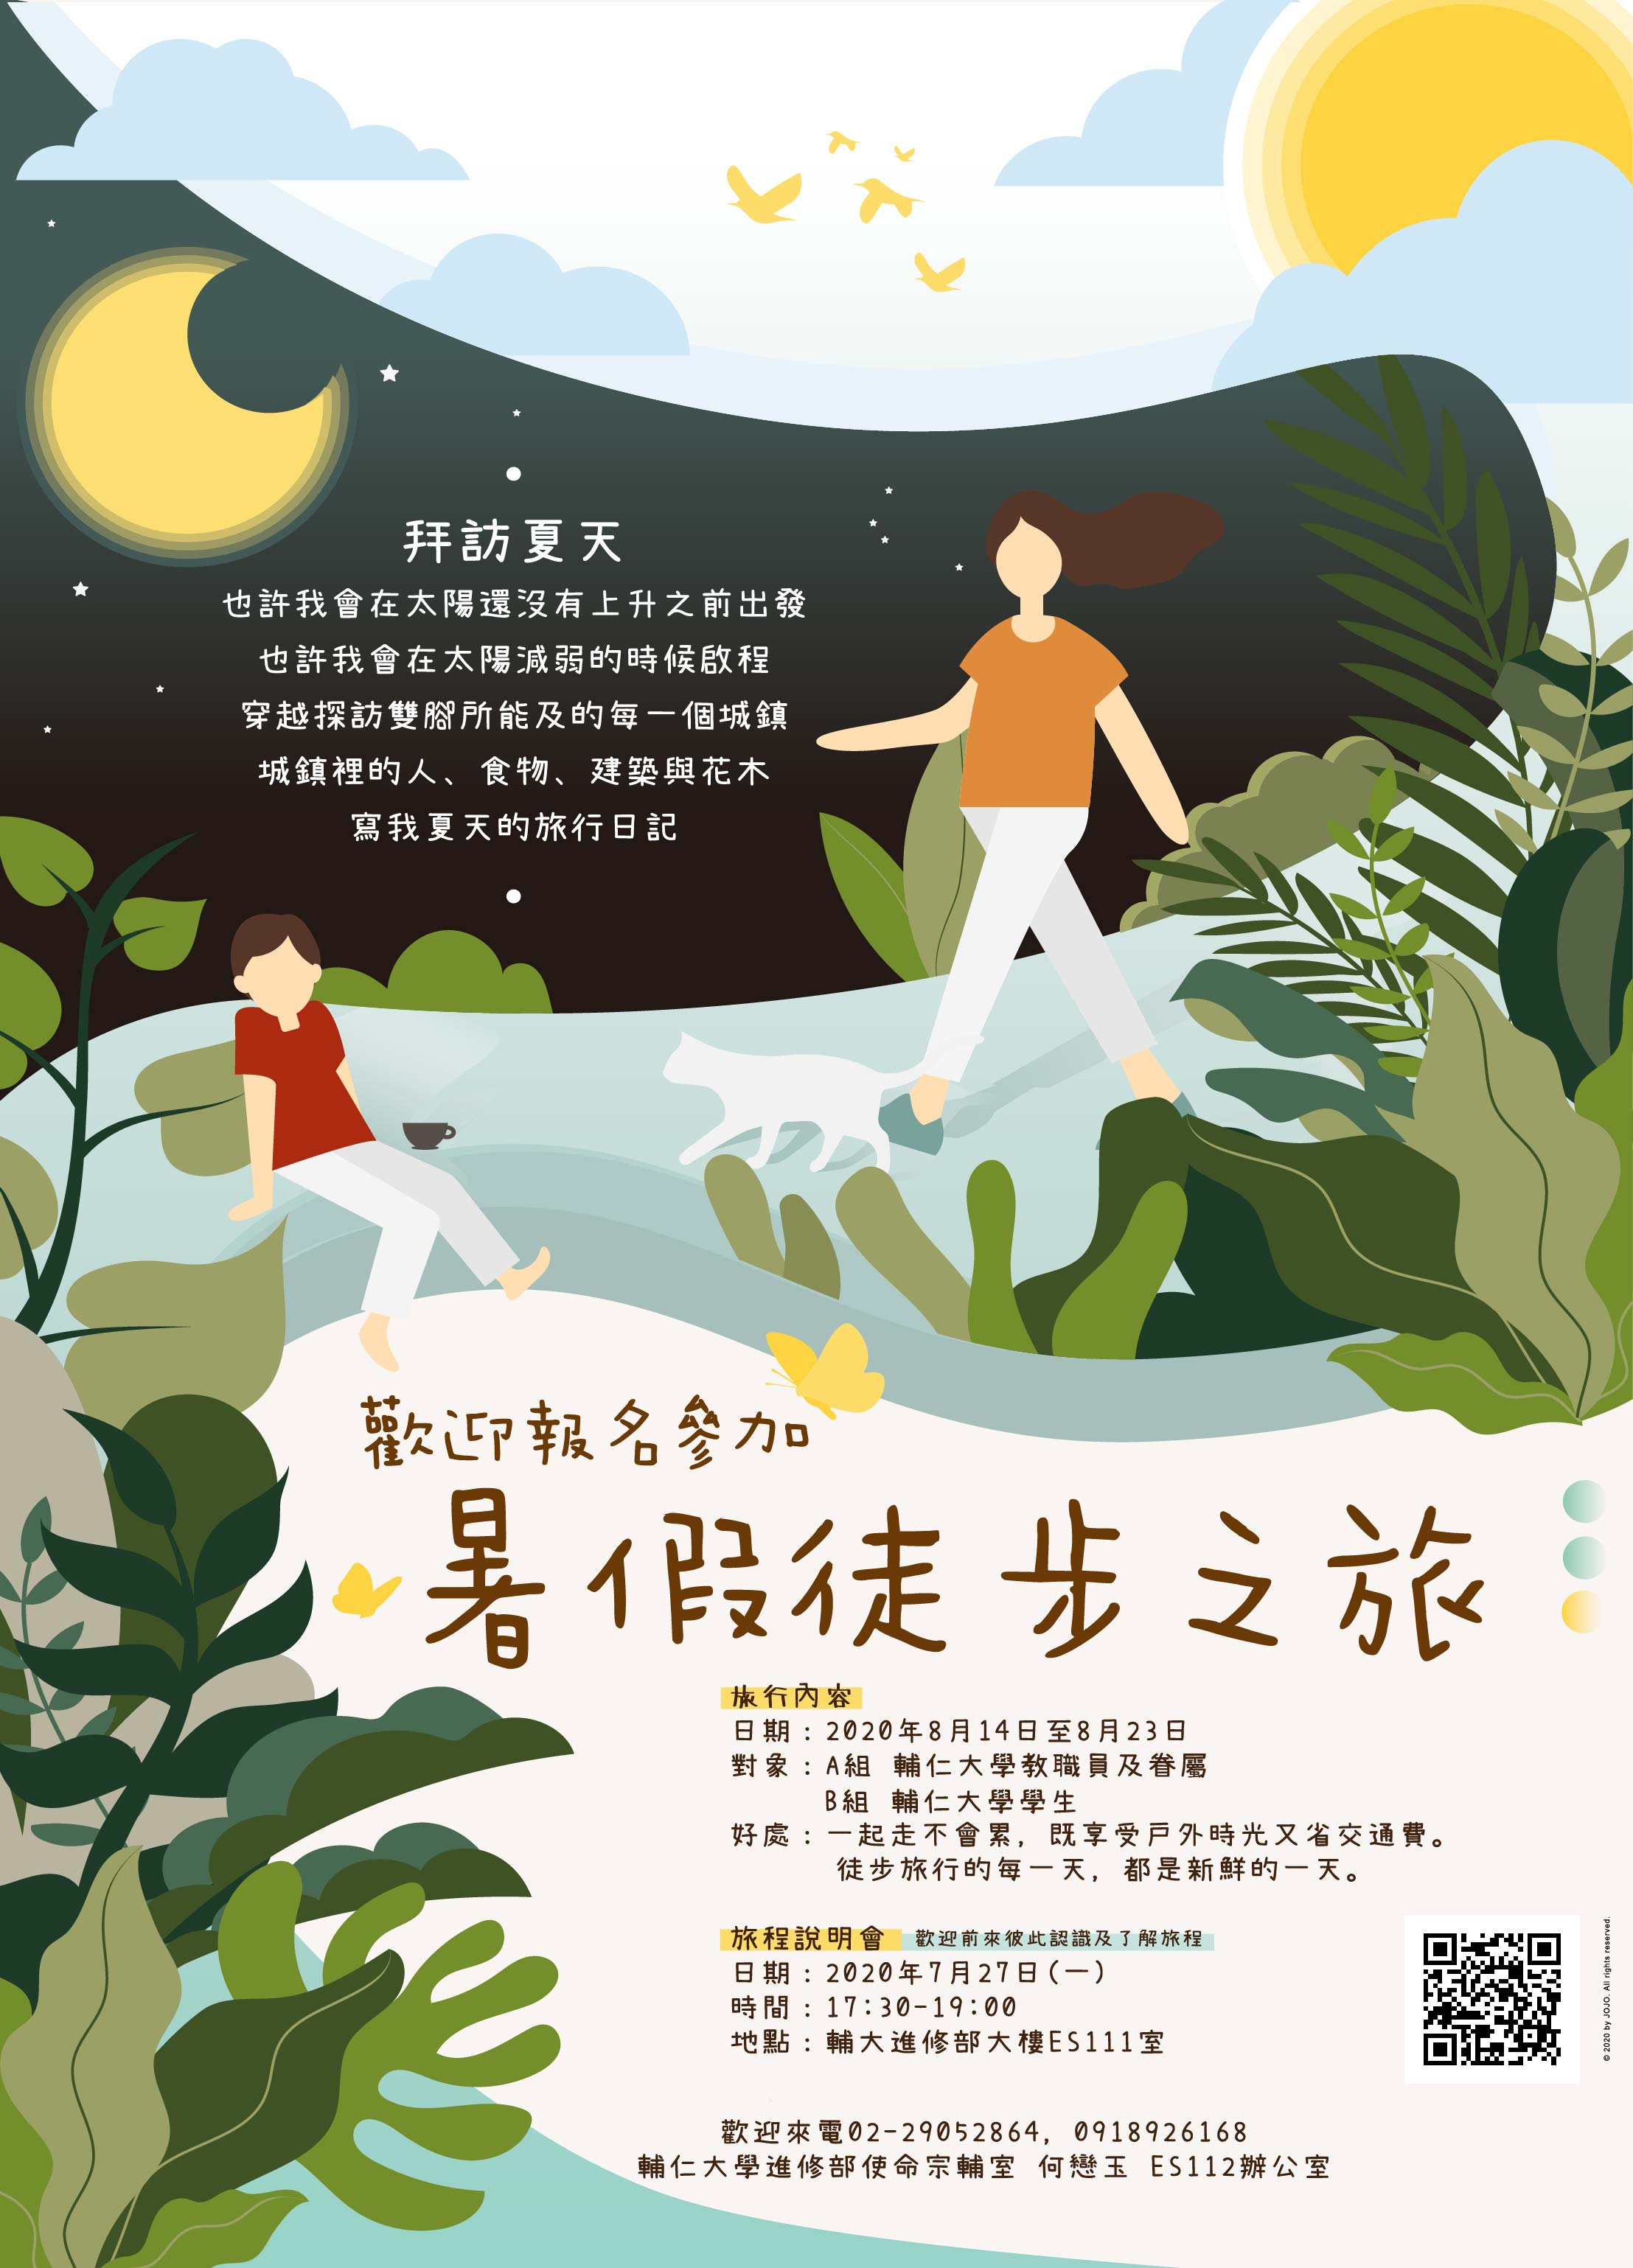 拜訪夏天
也許我會在太陽還沒有上升之前出發
也許我會在太陽減弱的時候啟程
穿越探訪雙腳所能及的每一個城鎮
城鎮裡的人、食物、建築與花木
寫我夏天的旅行日記
歡迎報名參加
暑假徒步之旅
旅行內容
日期：2020年8月14日至8月23日
對象：A組 輔仁大學教職員及眷屬
B組 輔仁大學學生
好處：一起走不會累，既享受戶外時光又省交通費。
徒步旅行的每一天，都是新鮮的一天。
旅程說明會 歡迎前來彼此認識及了解旅程
日期：2020年7月27日(一)
時間：17:30-19:00
地點：輔大進修部大樓ES111室
歡迎來電02-29052864，0918926168
輔仁大學進修部使命宗輔室 何戀玉 ES112辦公室
© 2020 by JOJO. All rights reserved.